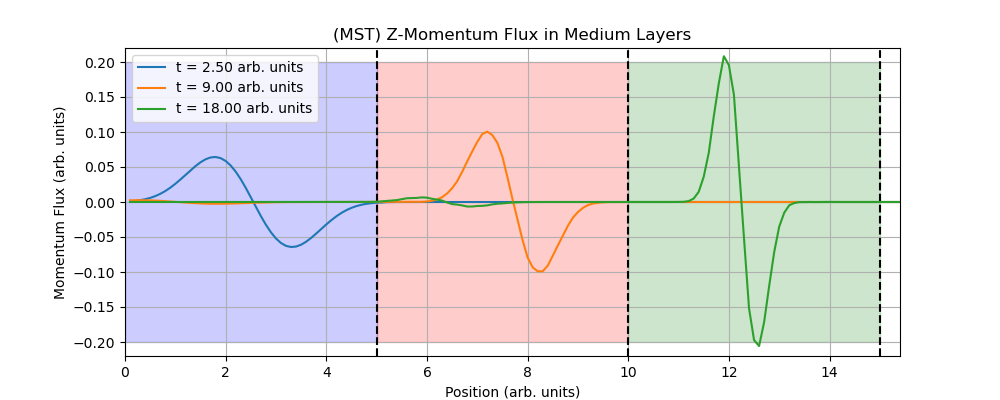 (MST) Z-Momentum Flux in Medium Layers
t = 2.50 arb. units
t = 9.00 arb. units
t = 18.00 arb. units
Momentum Flux (arb. units)
0.20
0.15
0.10
0.05
0.00
−0.05
−0.10
−0.15
−0.20
0 2 4 6 8 10 12 14
Position (arb. units)